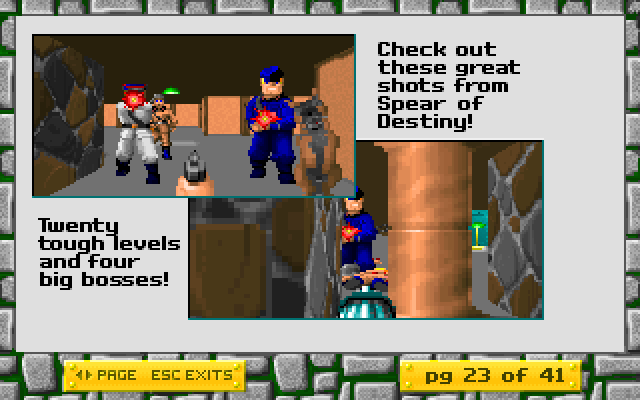 Check out
these great
shots from
Spear of
Destiny!
Twenty
tough levels
and four
big bosses!
PAGE ESC EXITS
pg 23 of 41